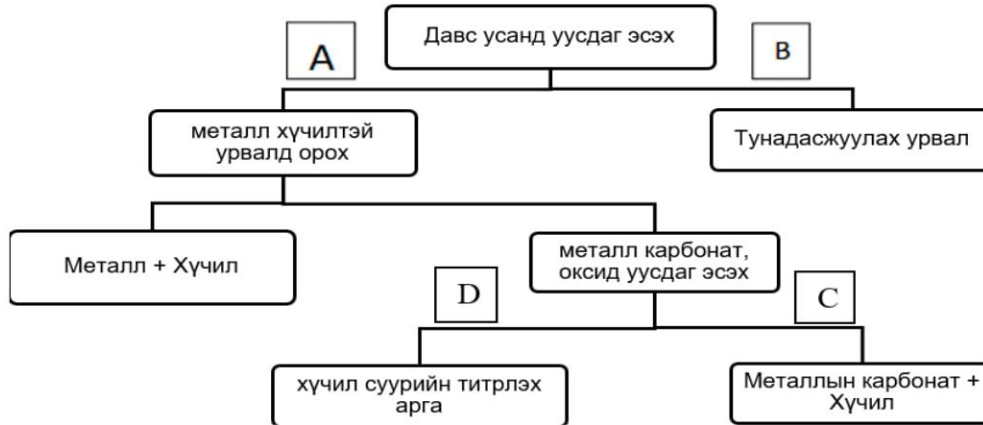 Давс усанд уусдаг эсэх
A
B
металл хүчилтэй
урвалд орох
Тунадасжуулах урвал
Металл + Хүчил
металл карбонат,
оксид уусдаг эсэх
D
C
хүчил суурийн титрлэх
арга
Металлын карбонат +
Хүчил